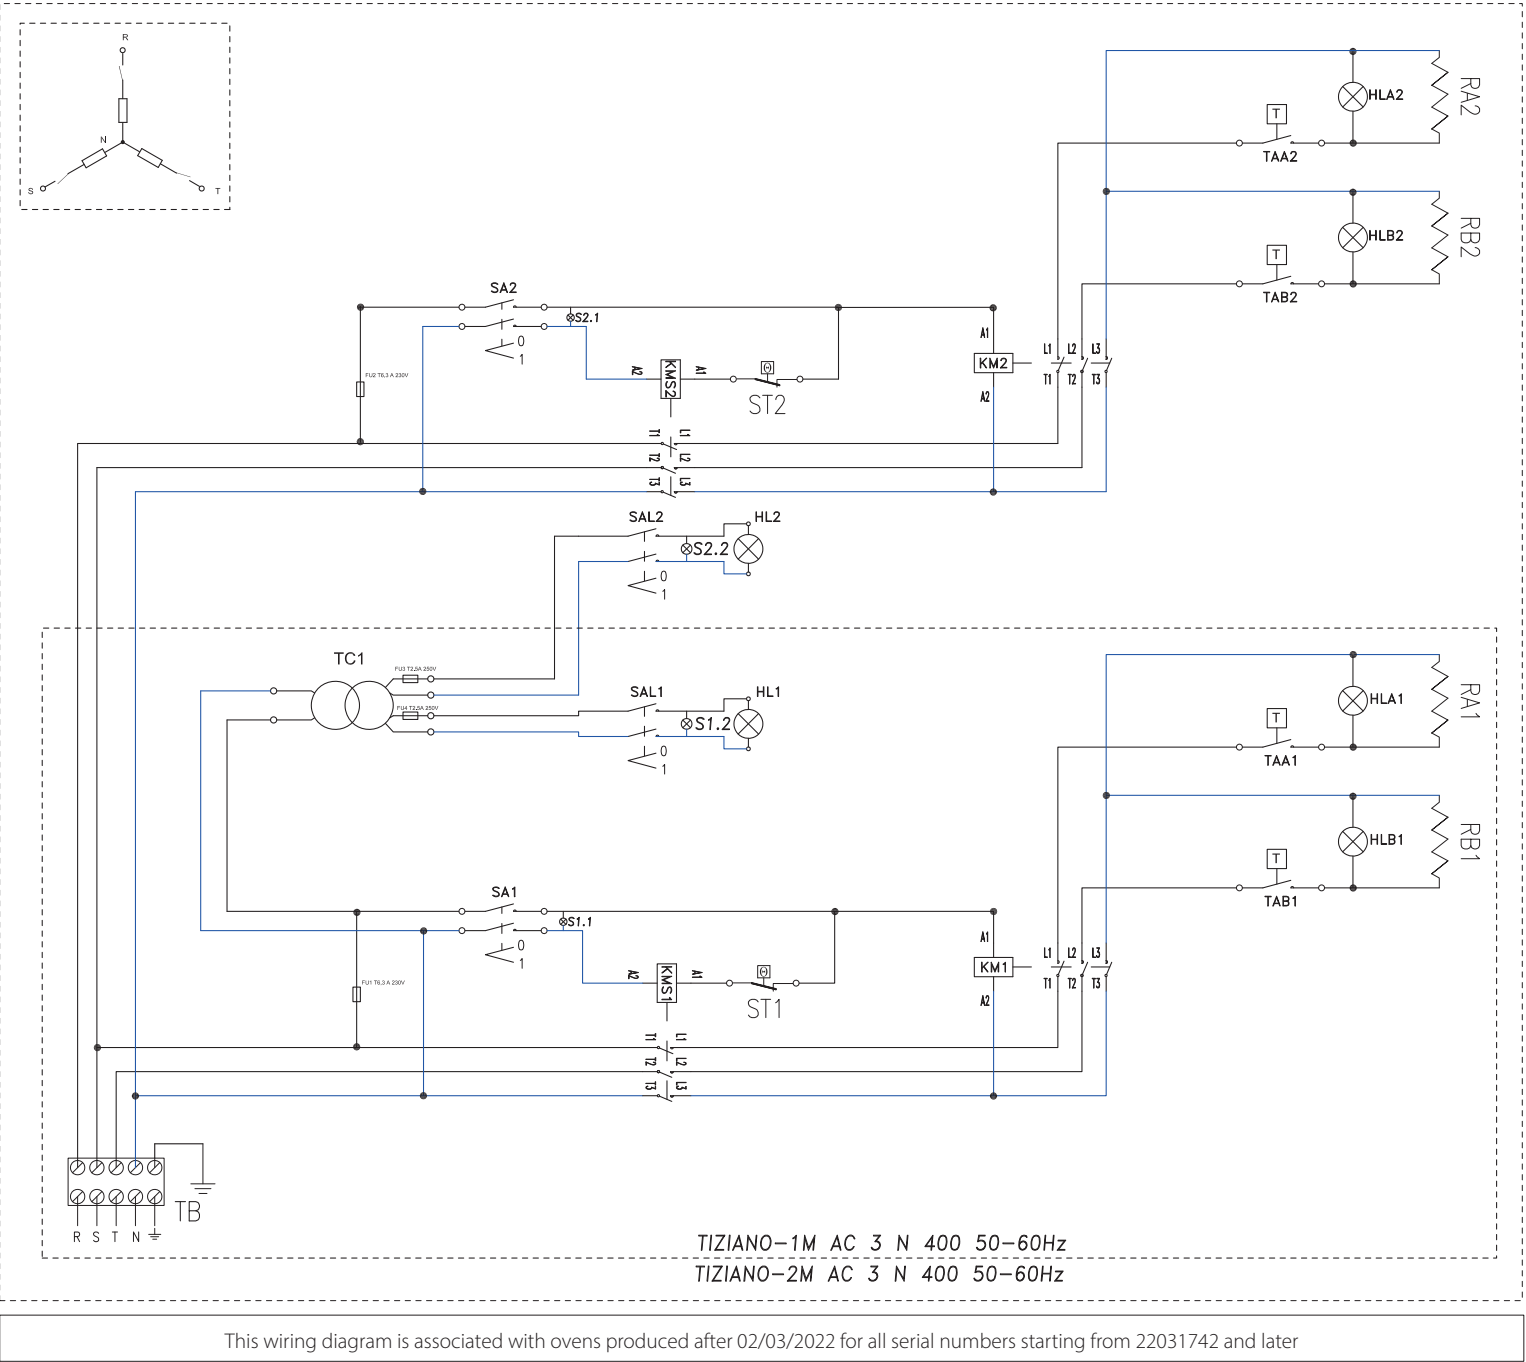 R
N
S
T
HLA2
RA2
T
TAA2
HLB2
RB2
T
TAB2
SA2
S2.1
0
1
FU2 T6,3 A 230V
A2
KMS2
A1
ST2
A1
KM2
A2
L1 L2 L3
T1 T2 T3
T1 L1
T2 L2
T3 L3
SAL2
HL2
S2.2
0
1
TC1
FU3 T2,5A 250V
FU4 T2,5A 250V
SAL1
HL1
S1.2
0
1
HLA1
RA1
T
TAA1
HLB1
RB1
T
TAB1
SA1
S1.1
0
1
FU1 T6,3 A 230V
A2
KMS1
A1
ST1
A1
KM1
A2
L1 L2 L3
T1 T2 T3
T1 L1
T2 L2
T3 L3
TB
R S T N
TIZIANO-1M AC 3 N 400 50-60Hz
TIZIANO-2M AC 3 N 400 50-60Hz
This wiring diagram is associated with ovens produced after 02/03/2022 for all serial numbers starting from 22031742 and later